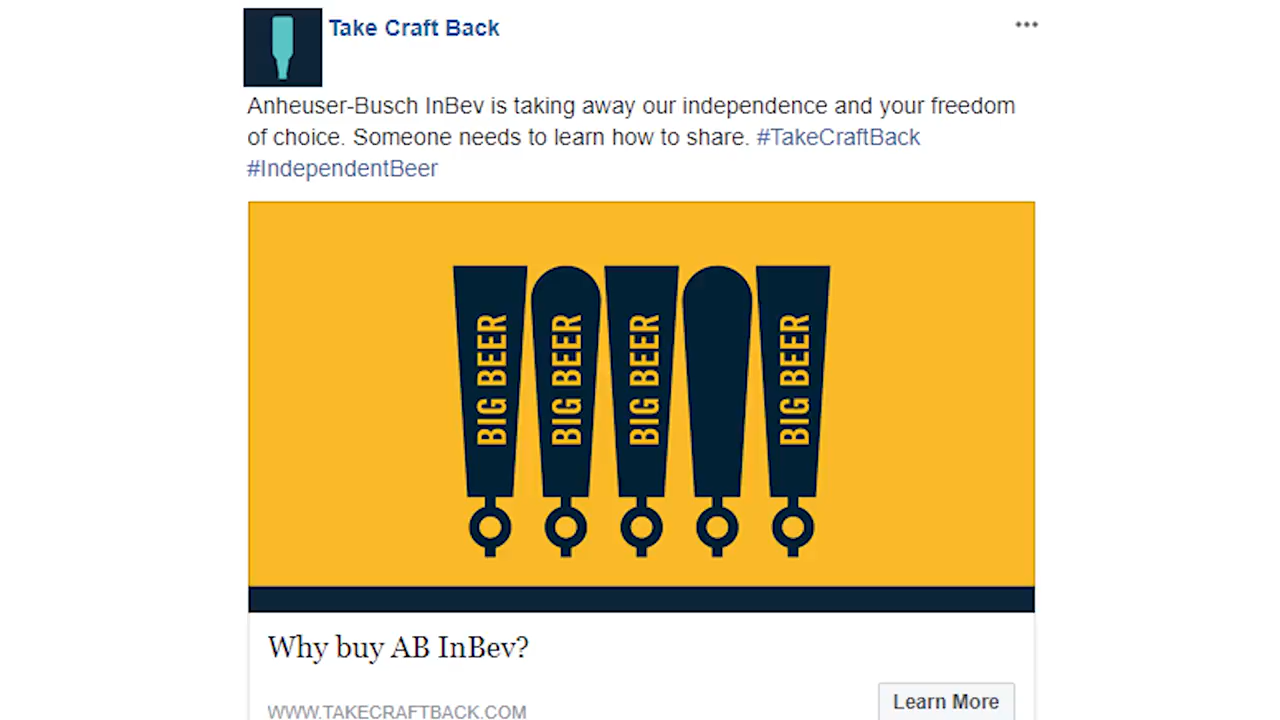 Take Craft Back
Anheuser-Busch InBev is taking away our independence and your freedom
of choice. Someone needs to learn how to share. #TakeCraftBack
#IndependentBeer
BIG BEER
BIG BEER
BIG BEER
BIG BEER
Why buy AB InBev?
WWW.TAKECRAFTBACK.COM
Learn More